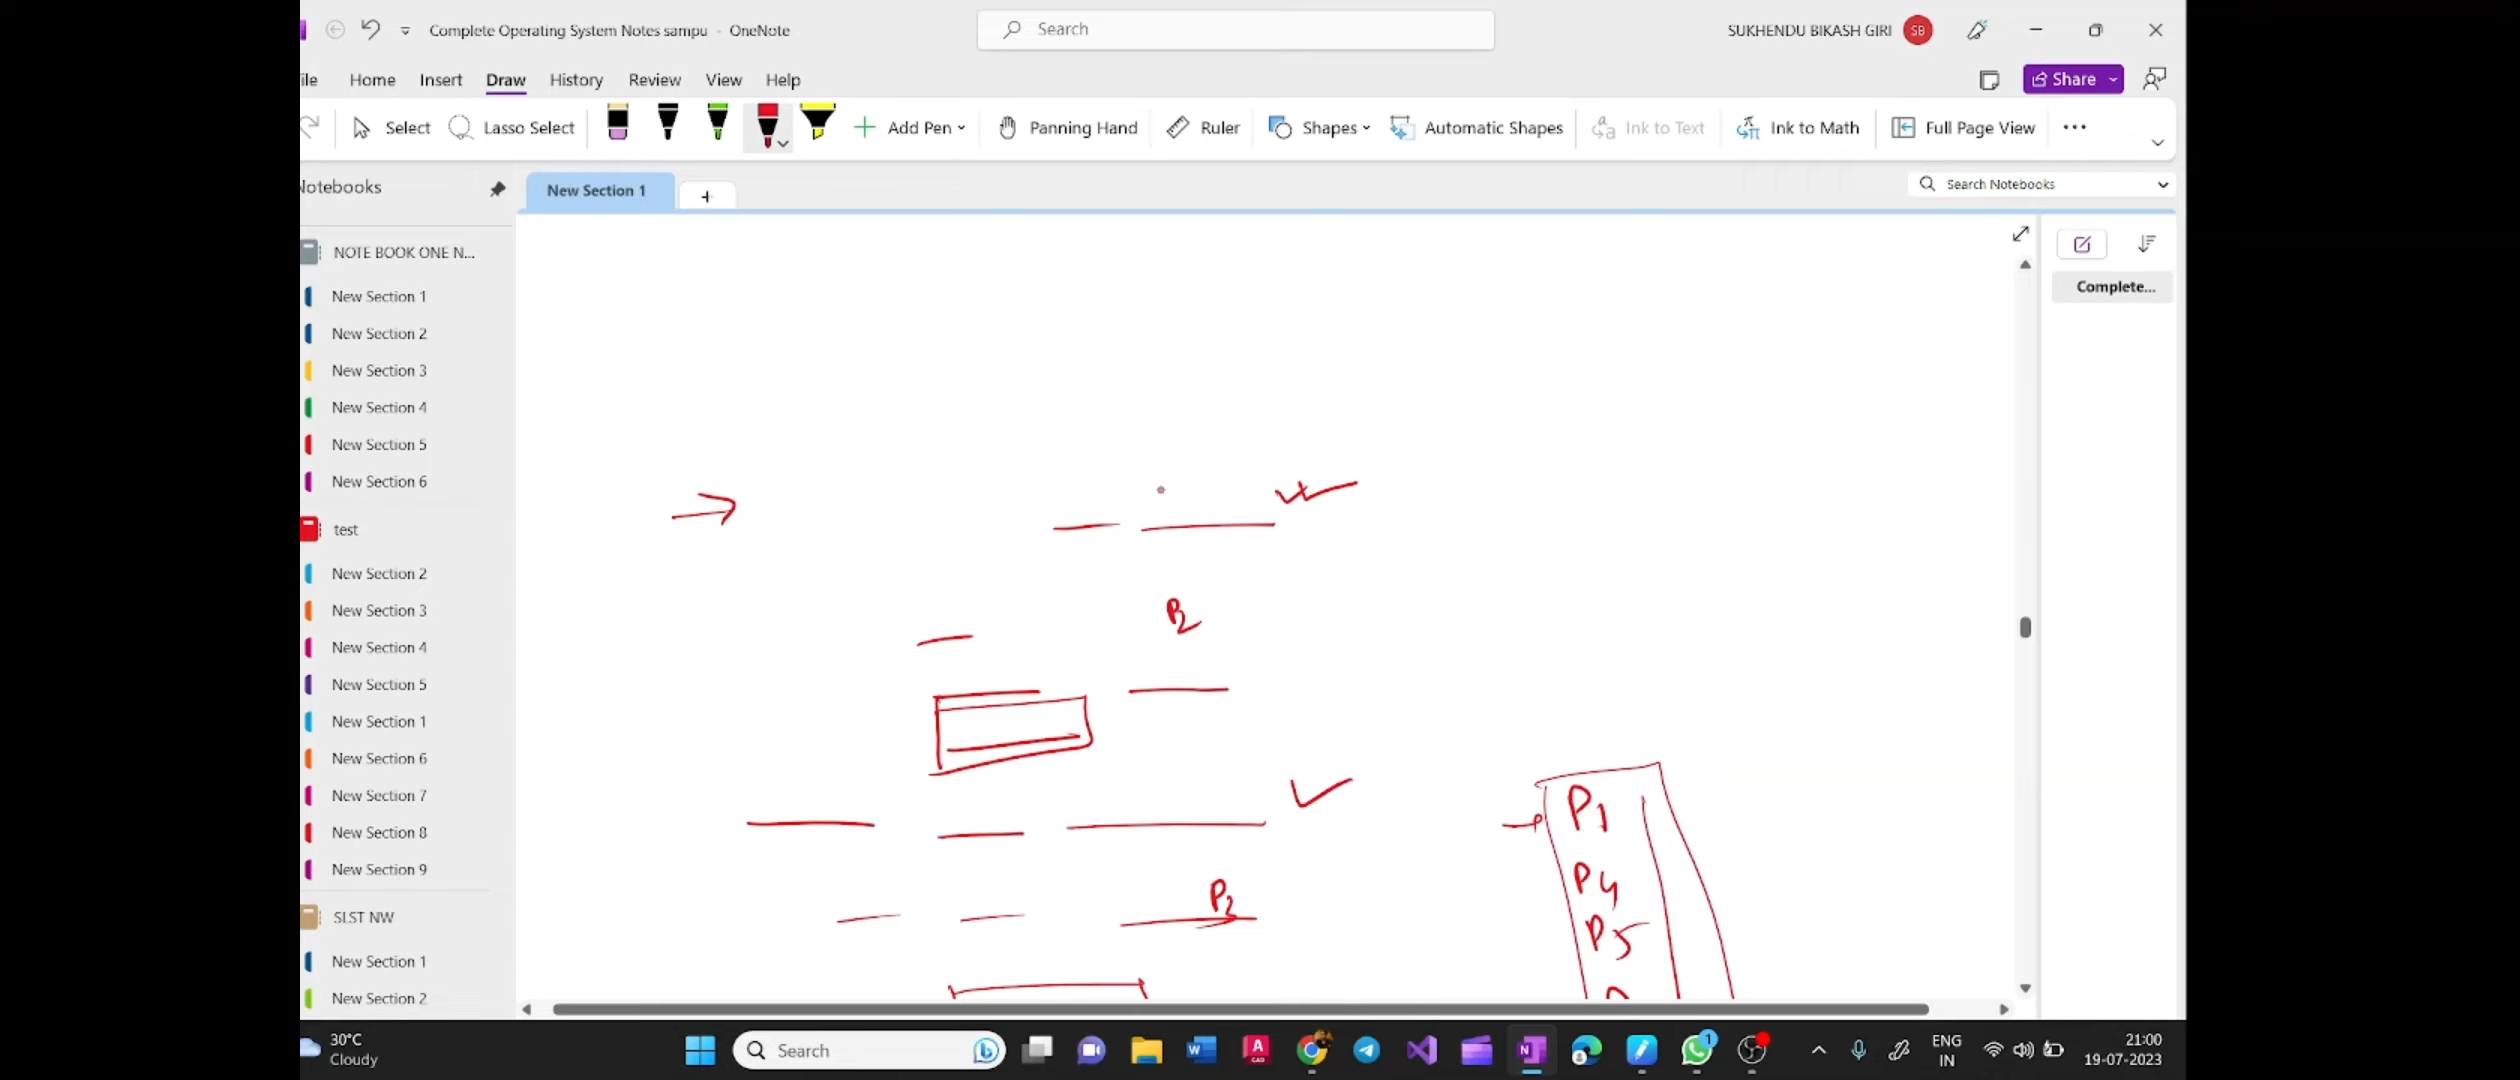 Complete Operating System Notes sampu - OneNote
Search
SUKHENDU BIKASH GIRI SB
ile Home Insert Draw History Review View Help
Share
Select Lasso Select Add Pen Panning Hand Ruler Shapes Automatic Shapes Ink to Text Ink to Math Full Page View
Notebooks
New Section 1
+
Search Notebooks
NOTE BOOK ONE N...
New Section 1
New Section 2
New Section 3
New Section 4
New Section 5
New Section 6
test
New Section 2
New Section 3
New Section 4
New Section 5
New Section 1
New Section 6
New Section 7
New Section 8
New Section 9
SLST NW
New Section 1
New Section 2
Complete...
P2
P1
P4
P2
P5
30°C
Cloudy
Search
ENG
IN
21:00
19-07-2023